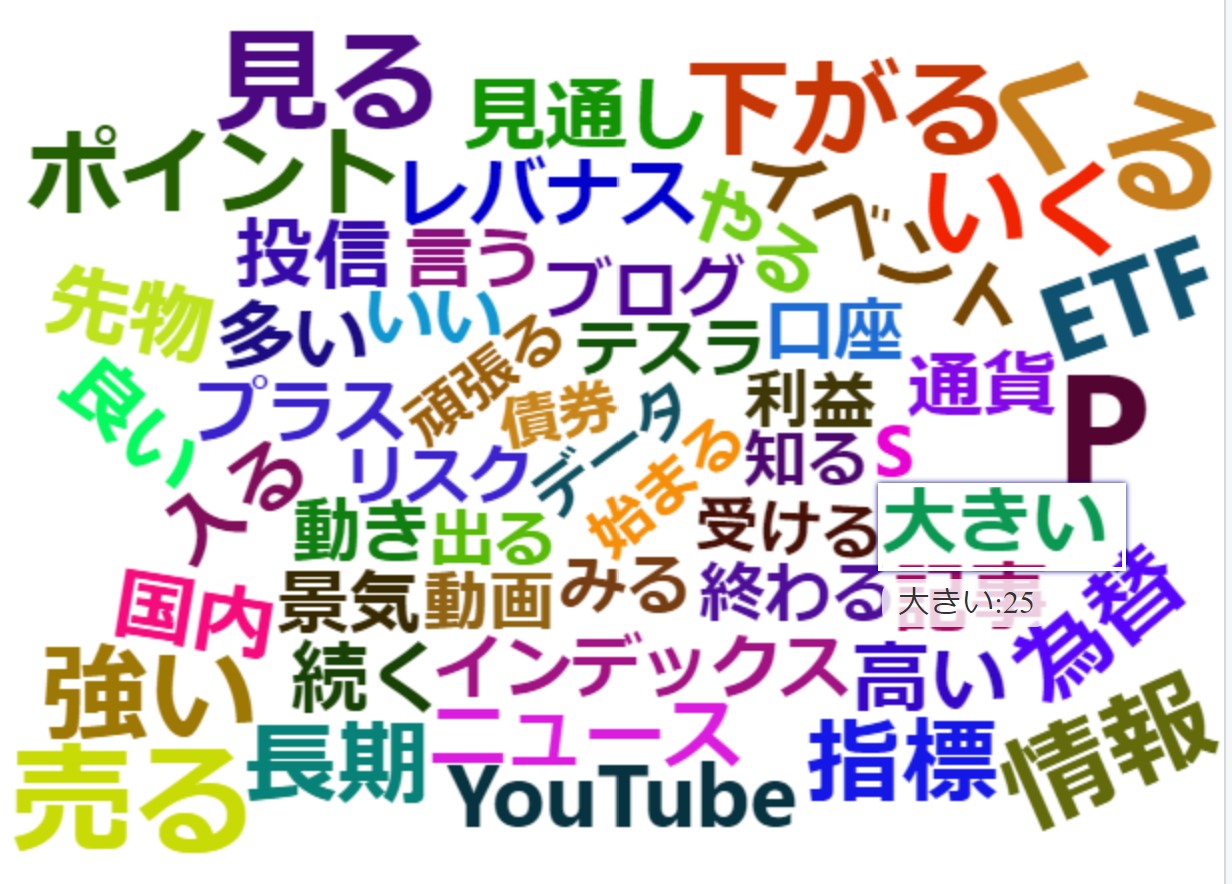 見る
見通し
下がる
くる
ポイント
レバナス
やる
イベント
いく
投信
言う
ブログ
ETF
先物
多い
いい
頑張る
テスラ
口座
良い
プラス
債券
データ
利益
通貨
P
入る
リスク
始まる
知る
S
動き
出る
受ける
大きい
国内
景気
動画
みる
終わる
記事
大きい:25
為替
強い
続く
インデックス
高い
売る
長期
ニュース
YouTube
指標
情報